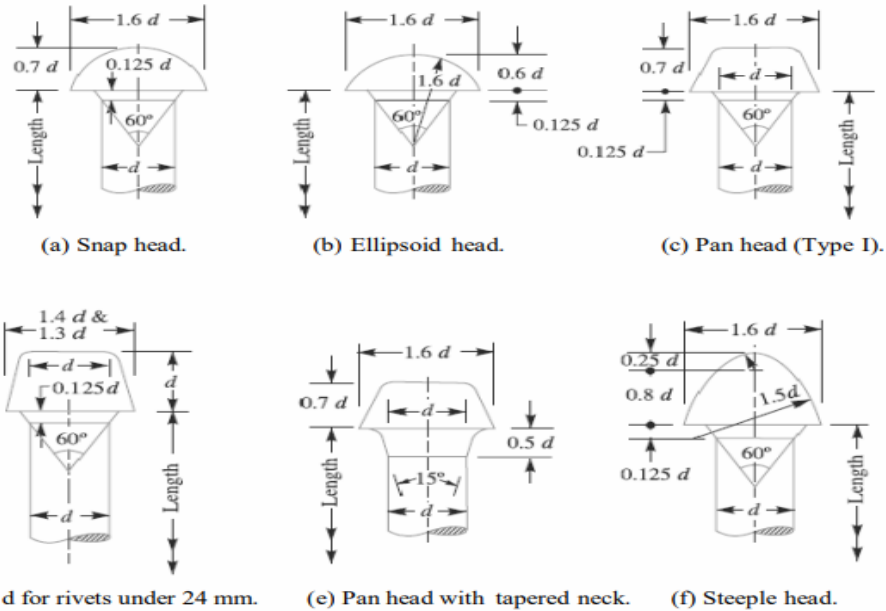 1.6 d
0.7 d
0.125 d
60°
Length
d
(a) Snap head.
1.6 d
1.6 d
0.6 d
0.125 d
60°
Length
d
(b) Ellipsoid head.
1.6 d
0.7 d
d
60°
0.125 d
Length
d
(c) Pan head (Type I).
1.4 d &
1.3 d
d
d
0.125 d
60°
Length
d
d for rivets under 24 mm.
1.6 d
0.7 d
d
0.5 d
15°
Length
d
(e) Pan head with tapered neck.
1.6 d
0.25 d
0.8 d
1.5d
0.125 d
60°
Length
d
(f) Steeple head.